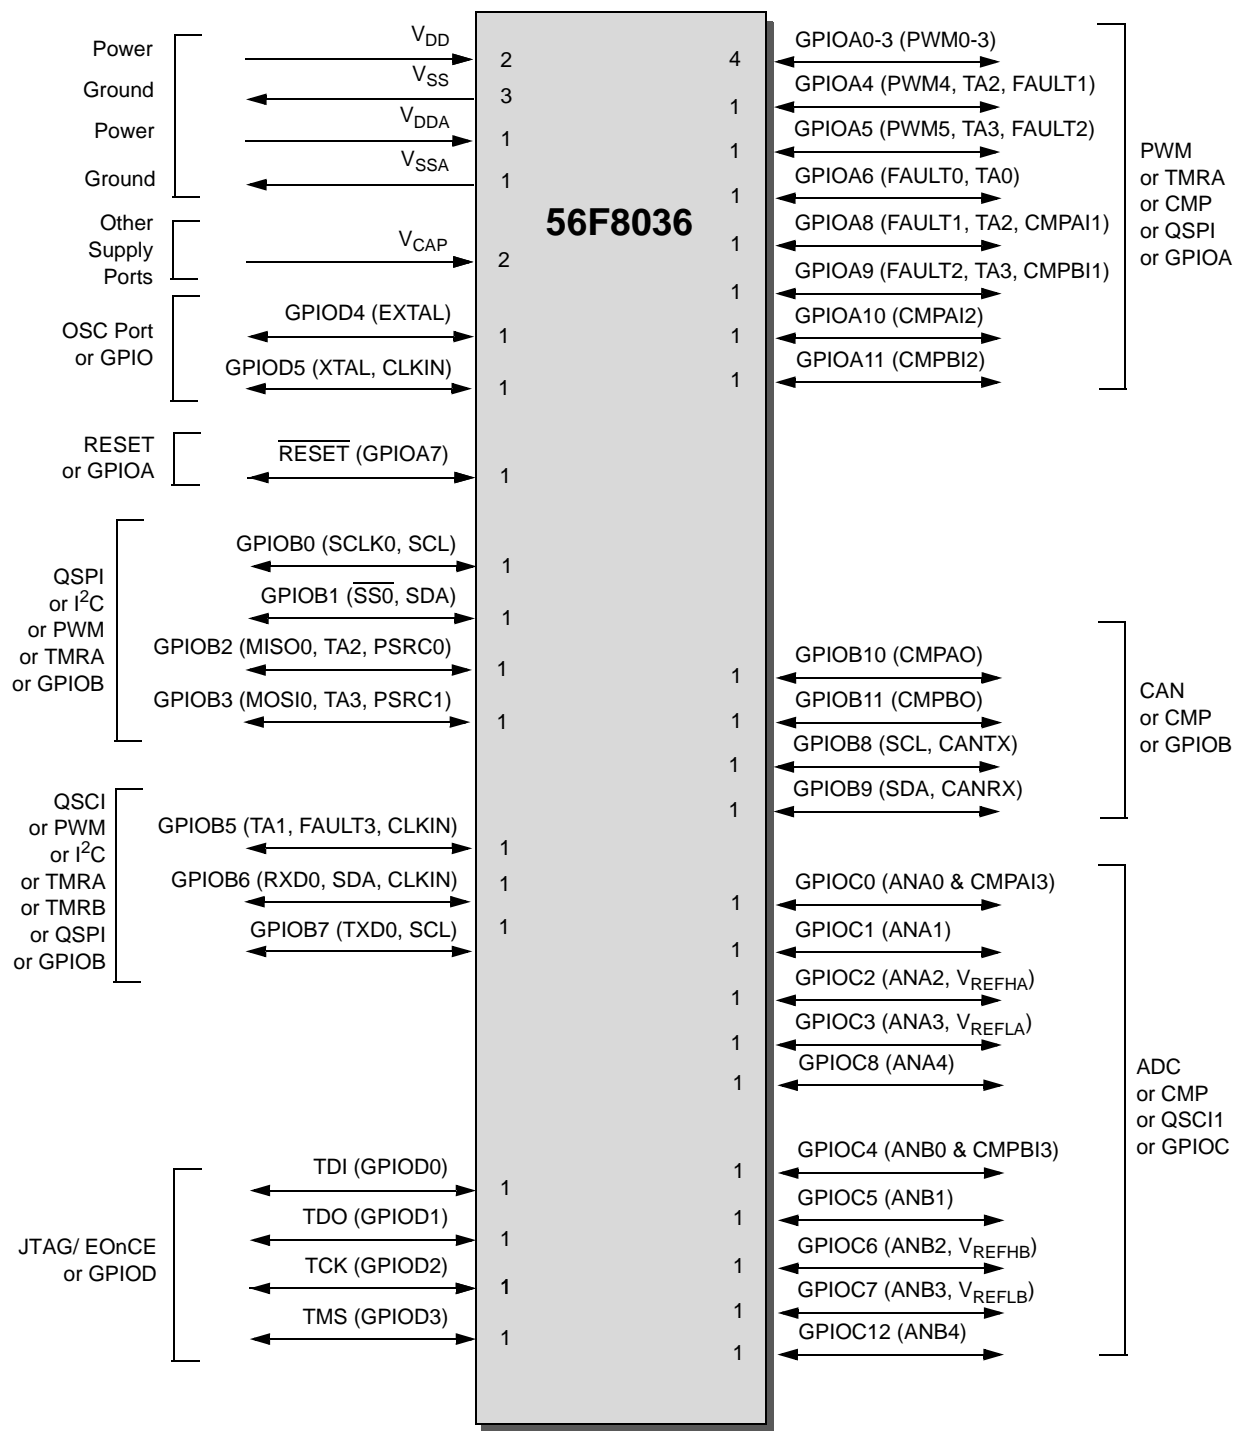 Power
V_DD
2
Ground
V_SS
3
Power
V_DDA
1
Ground
V_SSA
1
Other
Supply
Ports
V_CAP
2
OSC Port
or GPIO
GPIOD4 (EXTAL)
1
GPIOD5 (XTAL, CLKIN)
1
RESET
or GPIOA
RESET (GPIOA7)
1
QSPI
or I²C
or PWM
or TMRA
or GPIOB
GPIOB0 (SCLK0, SCL)
1
GPIOB1 (SS0, SDA)
1
GPIOB2 (MISO0, TA2, PSRC0)
1
GPIOB3 (MOSI0, TA3, PSRC1)
1
QSCI
or PWM
or I²C
or TMRA
or TMRB
or QSPI
or GPIOB
GPIOB5 (TA1, FAULT3, CLKIN)
1
GPIOB6 (RXD0, SDA, CLKIN)
1
GPIOB7 (TXD0, SCL)
1
JTAG/ EOnCE
or GPIOD
TDI (GPIOD0)
1
TDO (GPIOD1)
1
TCK (GPIOD2)
1
TMS (GPIOD3)
1
56F8036
4
GPIOA0-3 (PWM0-3)
1
GPIOA4 (PWM4, TA2, FAULT1)
1
GPIOA5 (PWM5, TA3, FAULT2)
1
GPIOA6 (FAULT0, TA0)
1
GPIOA8 (FAULT1, TA2, CMPAI1)
1
GPIOA9 (FAULT2, TA3, CMPBI1)
1
GPIOA10 (CMPAI2)
1
GPIOA11 (CMPBI2)
PWM
or TMRA
or CMP
or QSPI
or GPIOA
1
GPIOB10 (CMPAO)
1
GPIOB11 (CMPBO)
1
GPIOB8 (SCL, CANTX)
1
GPIOB9 (SDA, CANRX)
CAN
or CMP
or GPIOB
1
GPIOC0 (ANA0 & CMPAI3)
1
GPIOC1 (ANA1)
1
GPIOC2 (ANA2, V_REFHA)
1
GPIOC3 (ANA3, V_REFLA)
1
GPIOC8 (ANA4)
1
GPIOC4 (ANB0 & CMPBI3)
1
GPIOC5 (ANB1)
1
GPIOC6 (ANB2, V_REFHB)
1
GPIOC7 (ANB3, V_REFLB)
1
GPIOC12 (ANB4)
ADC
or CMP
or QSCI1
or GPIOC